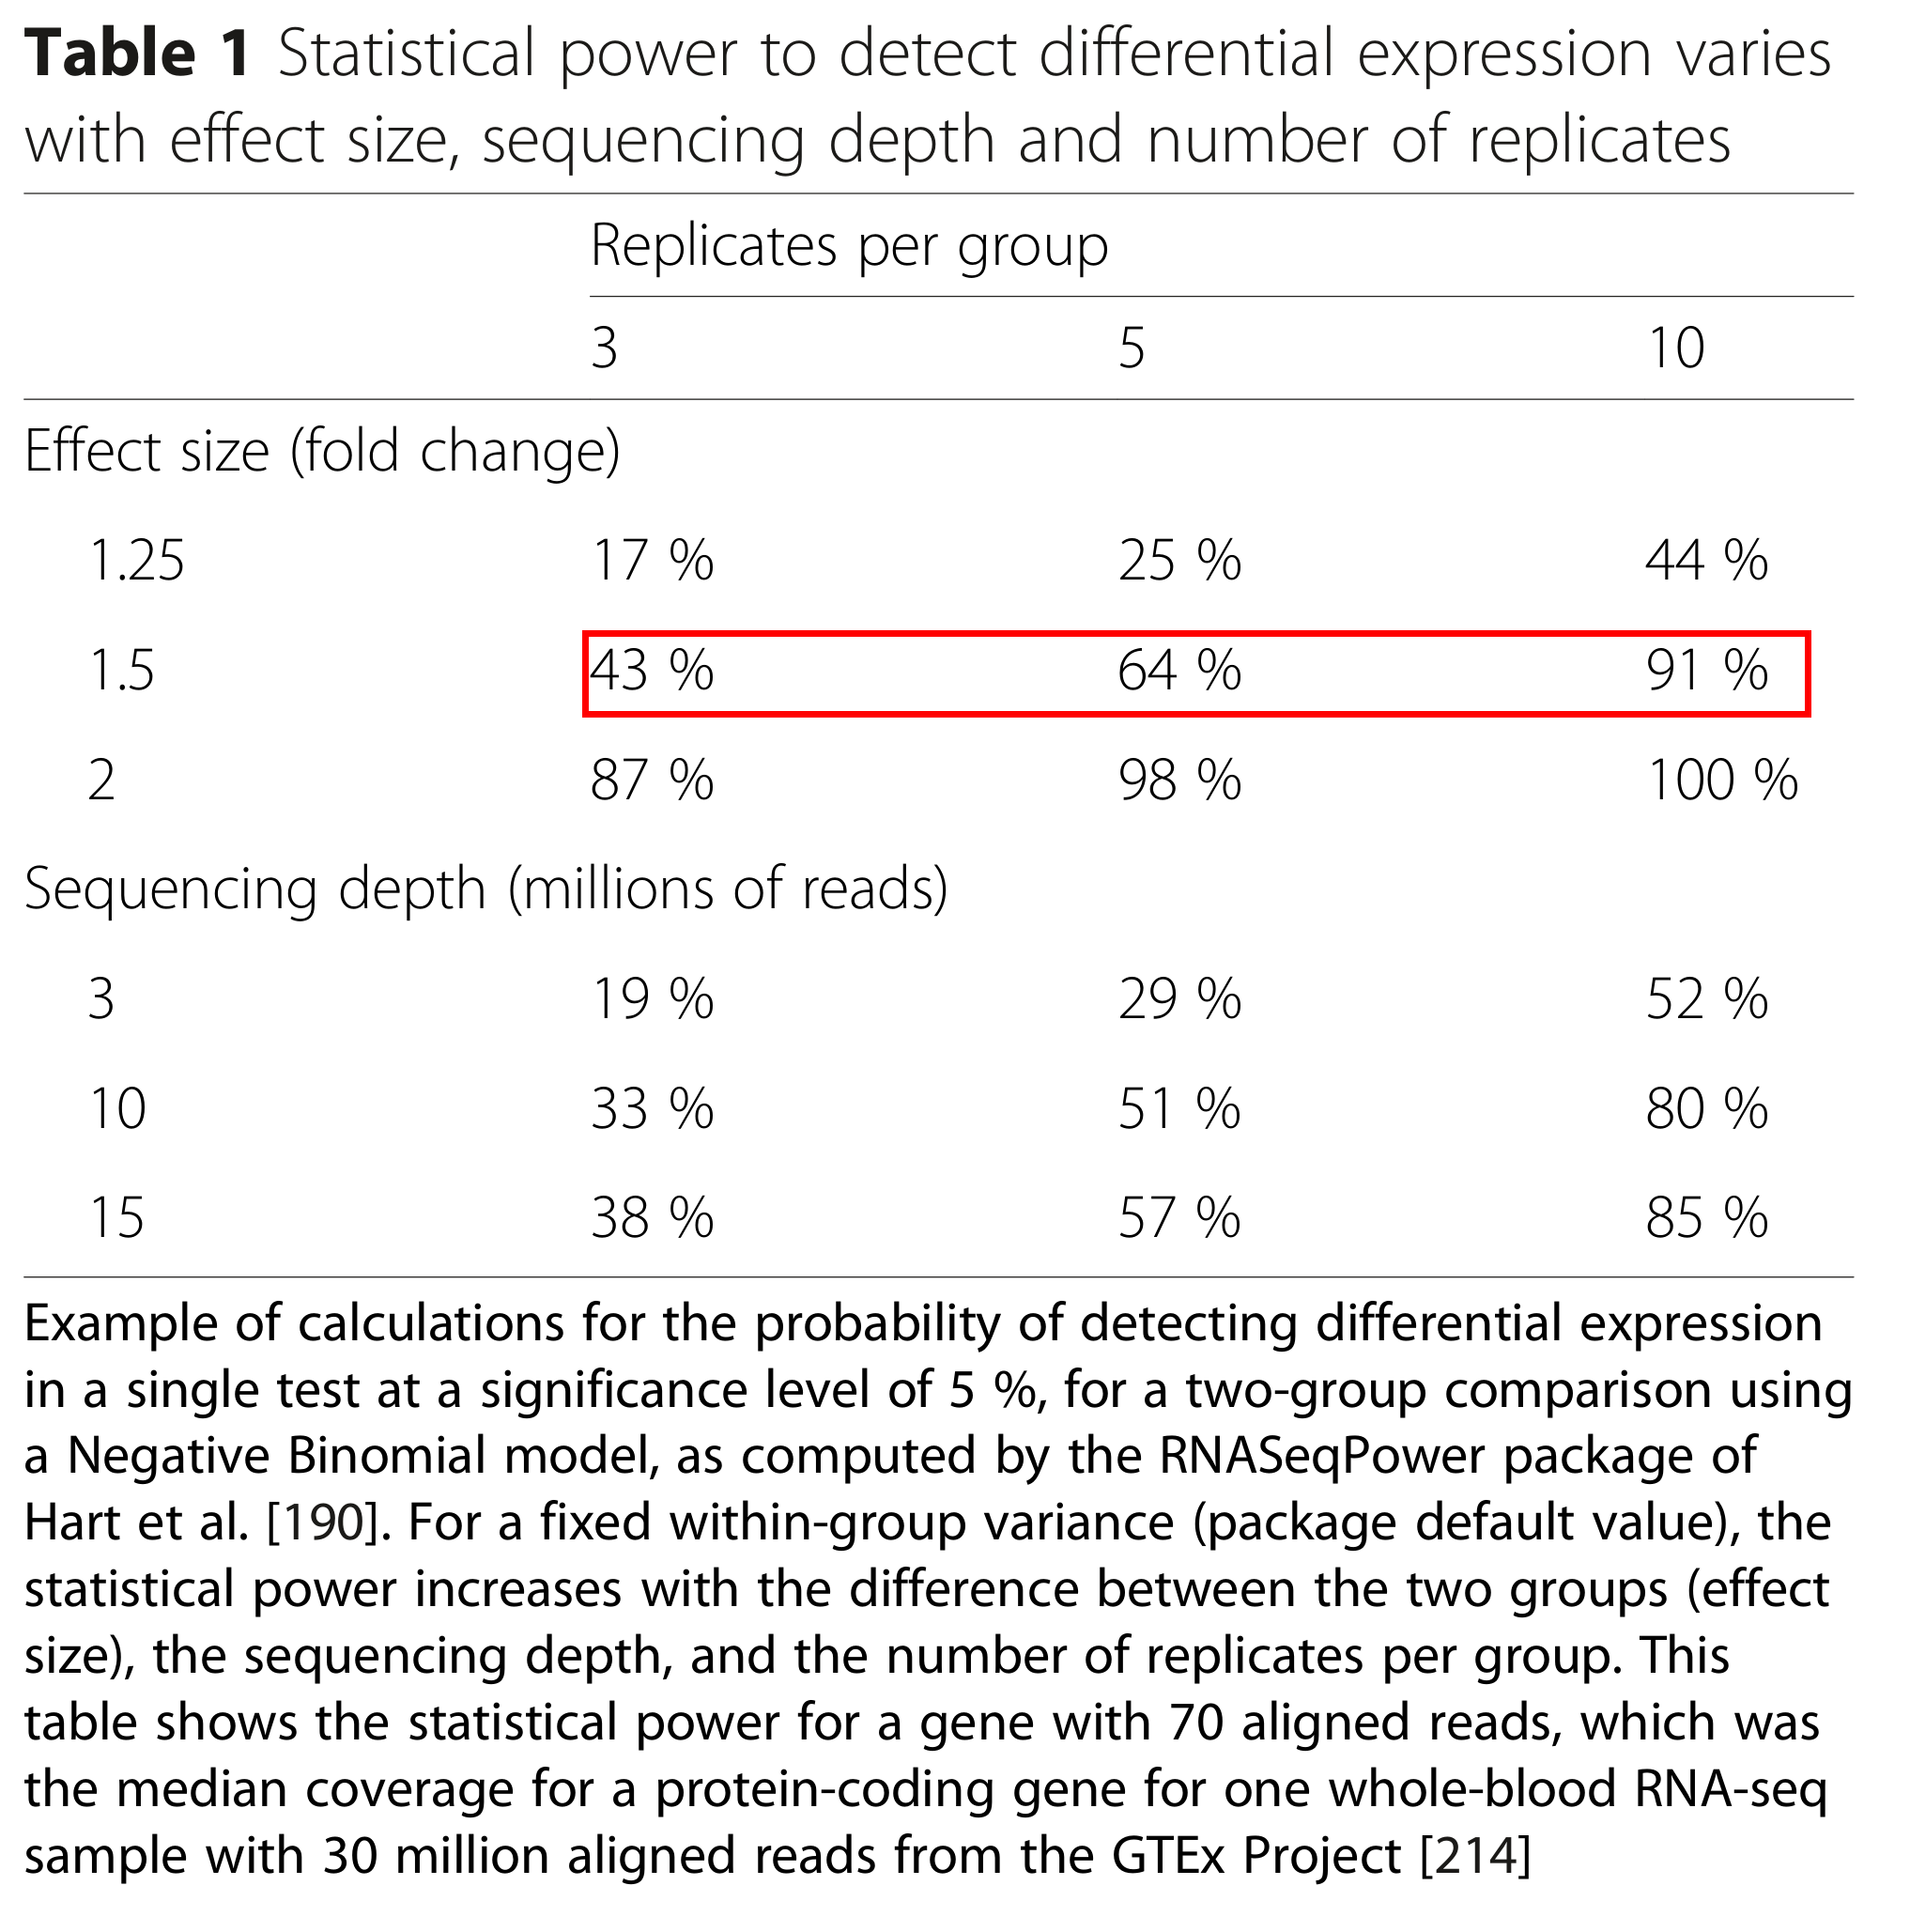 Table 1 Statistical power to detect differential expression varies
with effect size, sequencing depth and number of replicates
Replicates per group
3 5 10
Effect size (fold change)
1.25 17 % 25 % 44 %
1.5 43 % 64 % 91 %
2 87 % 98 % 100 %
Sequencing depth (millions of reads)
3 19 % 29 % 52 %
10 33 % 51 % 80 %
15 38 % 57 % 85 %
Example of calculations for the probability of detecting differential expression
in a single test at a significance level of 5 %, for a two-group comparison using
a Negative Binomial model, as computed by the RNASeqPower package of
Hart et al. [190]. For a fixed within-group variance (package default value), the
statistical power increases with the difference between the two groups (effect
size), the sequencing depth, and the number of replicates per group. This
table shows the statistical power for a gene with 70 aligned reads, which was
the median coverage for a protein-coding gene for one whole-blood RNA-seq
sample with 30 million aligned reads from the GTEx Project [214]